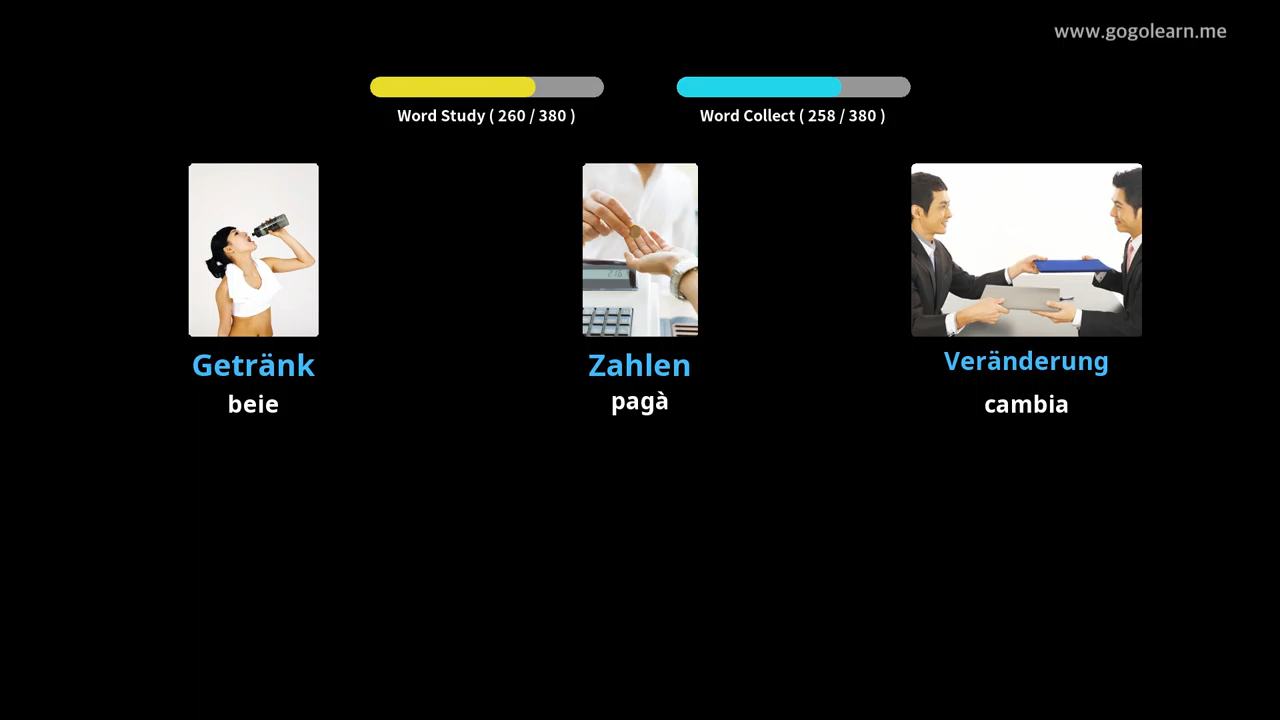 www.gogolearn.me
Word Study ( 260 / 380 )
Word Collect ( 258 / 380 )
Getränk
beie
Zahlen
pagà
Veränderung
cambia